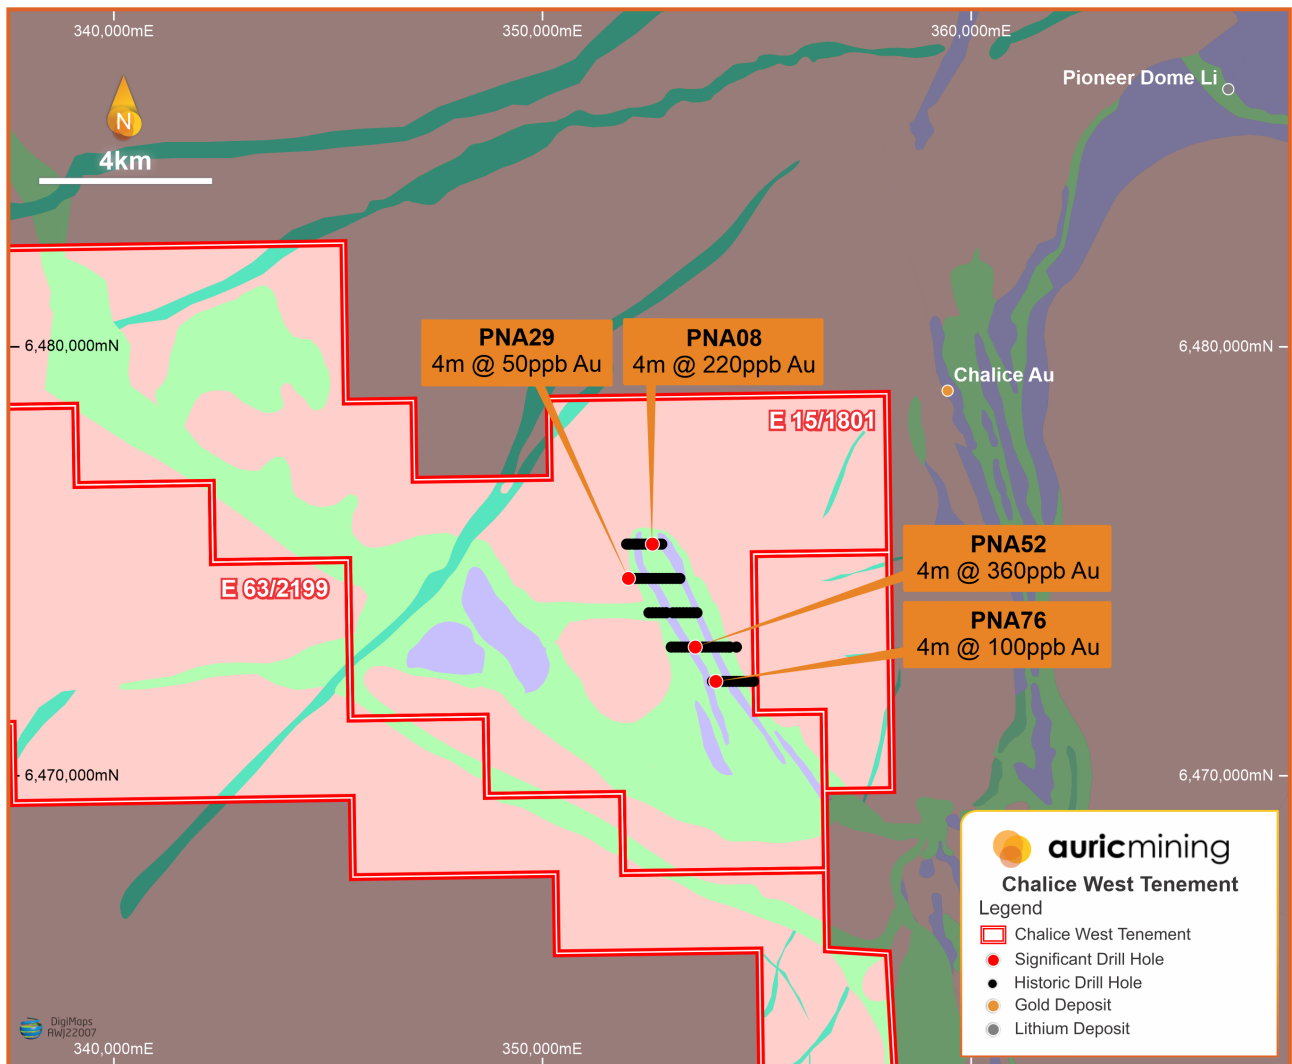 340,000mE
350,000mE
360,000mE
Pioneer Dome Li
N
4km
6,480,000mN
6,480,000mN
PNA29
4m @ 50ppb Au
PNA08
4m @ 220ppb Au
Chalice Au
E 15/1801
PNA52
4m @ 360ppb Au
E 63/2199
PNA76
4m @ 100ppb Au
6,470,000mN
6,470,000mN
auricmining
Chalice West Tenement
Legend
Chalice West Tenement
Significant Drill Hole
Historic Drill Hole
Gold Deposit
Lithium Deposit
DigiMaps
AWJ22007
340,000mE
350,000mE
360,000mE